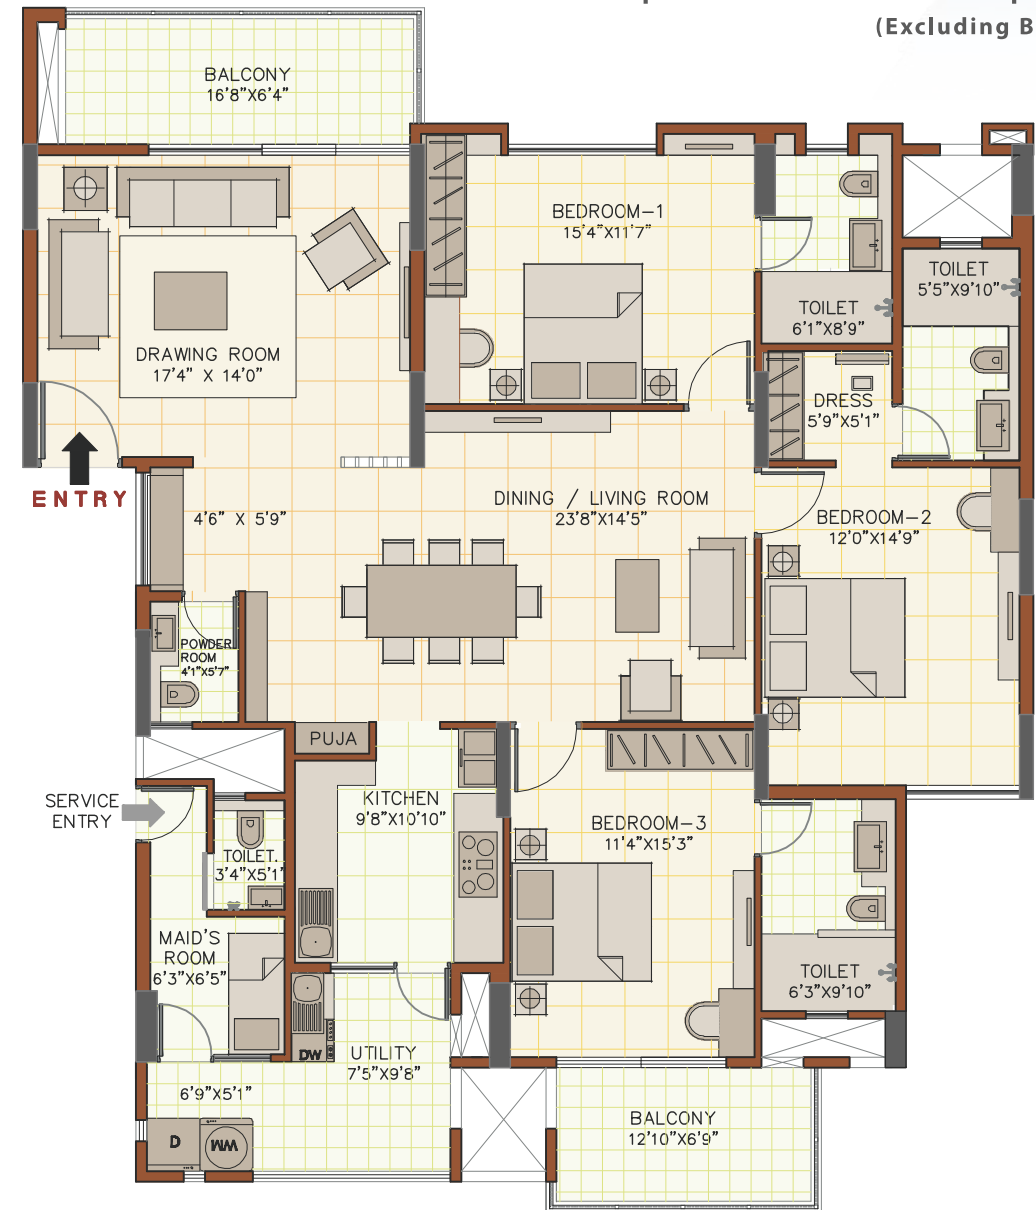 (Excluding B
BALCONY
16'8"X6'4"
BEDROOM-1
15'4"X11'7"
TOILET
5'5"X9'10"
TOILET
6'1"X8'9"
DRAWING ROOM
17'4" X 14'0"
DRESS
5'9"X5'1"
ENTRY
4'6" X 5'9"
DINING / LIVING ROOM
23'8"X14'5"
BEDROOM-2
12'0"X14'9"
POWDER
ROOM
4'1"X5'7"
PUJA
SERVICE
ENTRY
KITCHEN
9'8"X10'10"
BEDROOM-3
11'4"X15'3"
TOILET.
3'4"X5'1"
MAID'S
ROOM
6'3"X6'5"
TOILET
6'3"X9'10"
DW
UTILITY
7'5"X9'8"
6'9"X5'1"
D
WM
BALCONY
12'10"X6'9"